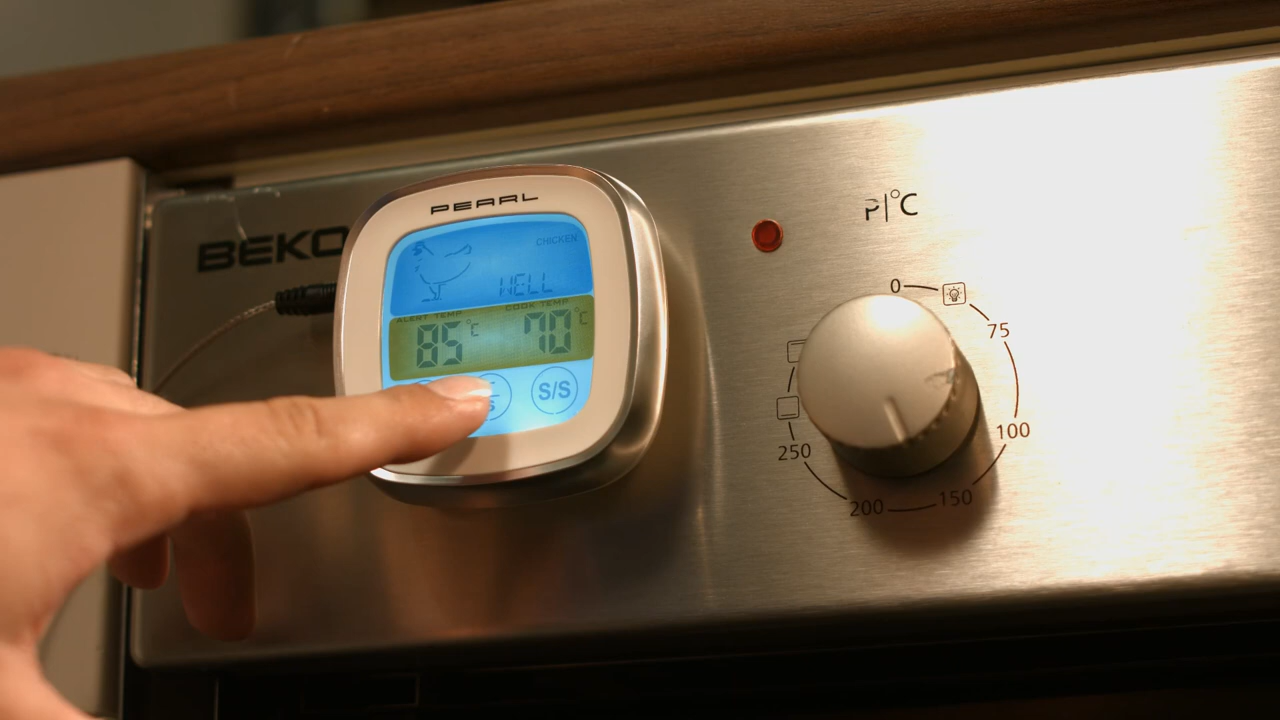 BEKO
PEARL
CHICKEN
WELL
ALERT TEMP COOK TEMP
85°C 70°C
S/S
P|°C
0
75
100
150
200
250